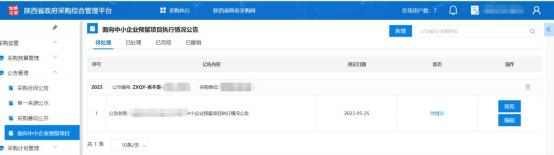 陕西省政府采购综合管理平台
采购执行
陕西省政府采购网
在线用户数：7
面向中小企业预留项目执行情况公告
新增
待处理 已处理 已完结 已撤销
采购监管
采购预算管理
公告管理
采购合同公告
单一来源公示
采购意向公开
面向中小企业预留项目
采购计划管理
序号 公告内容 拟定日期 状态 操作
2023 公告编号：ZXQY-省本级- 采购单位：
1 公告名称： 中小企业预留项目执行情况公告 2023-05-25 待提交 预览
编辑
共 1 条 10条/页